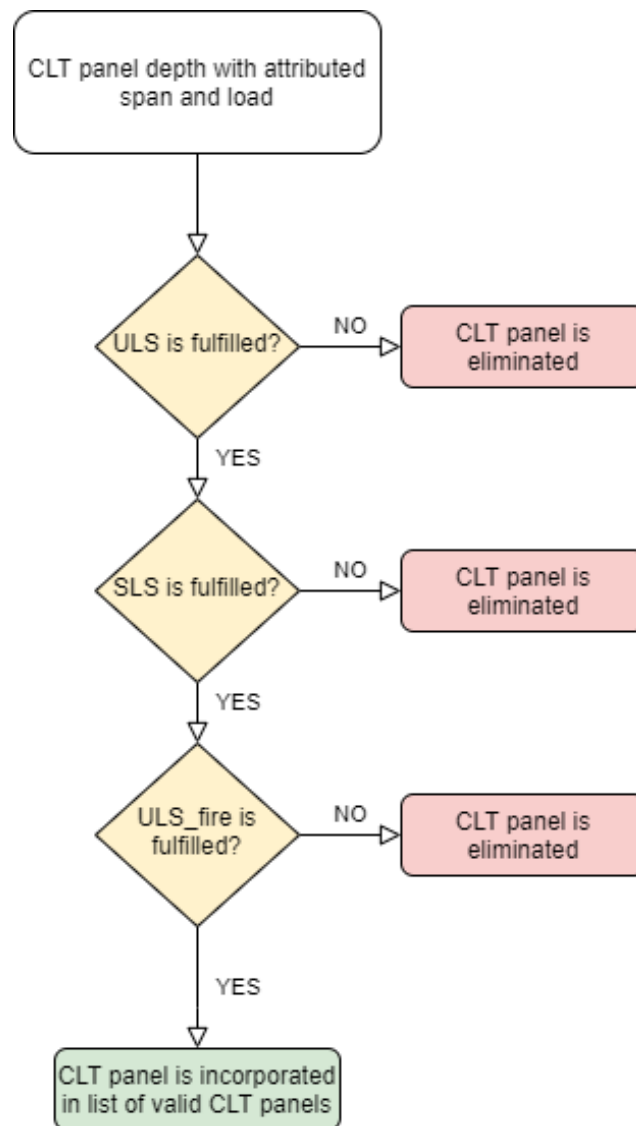 CLT panel depth with attributed
span and load
ULS is fulfilled?
NO
CLT panel is
eliminated
YES
SLS is fulfilled?
NO
CLT panel is
eliminated
YES
ULS_fire is
fulfilled?
NO
CLT panel is
eliminated
YES
CLT panel is incorporated
in list of valid CLT panels